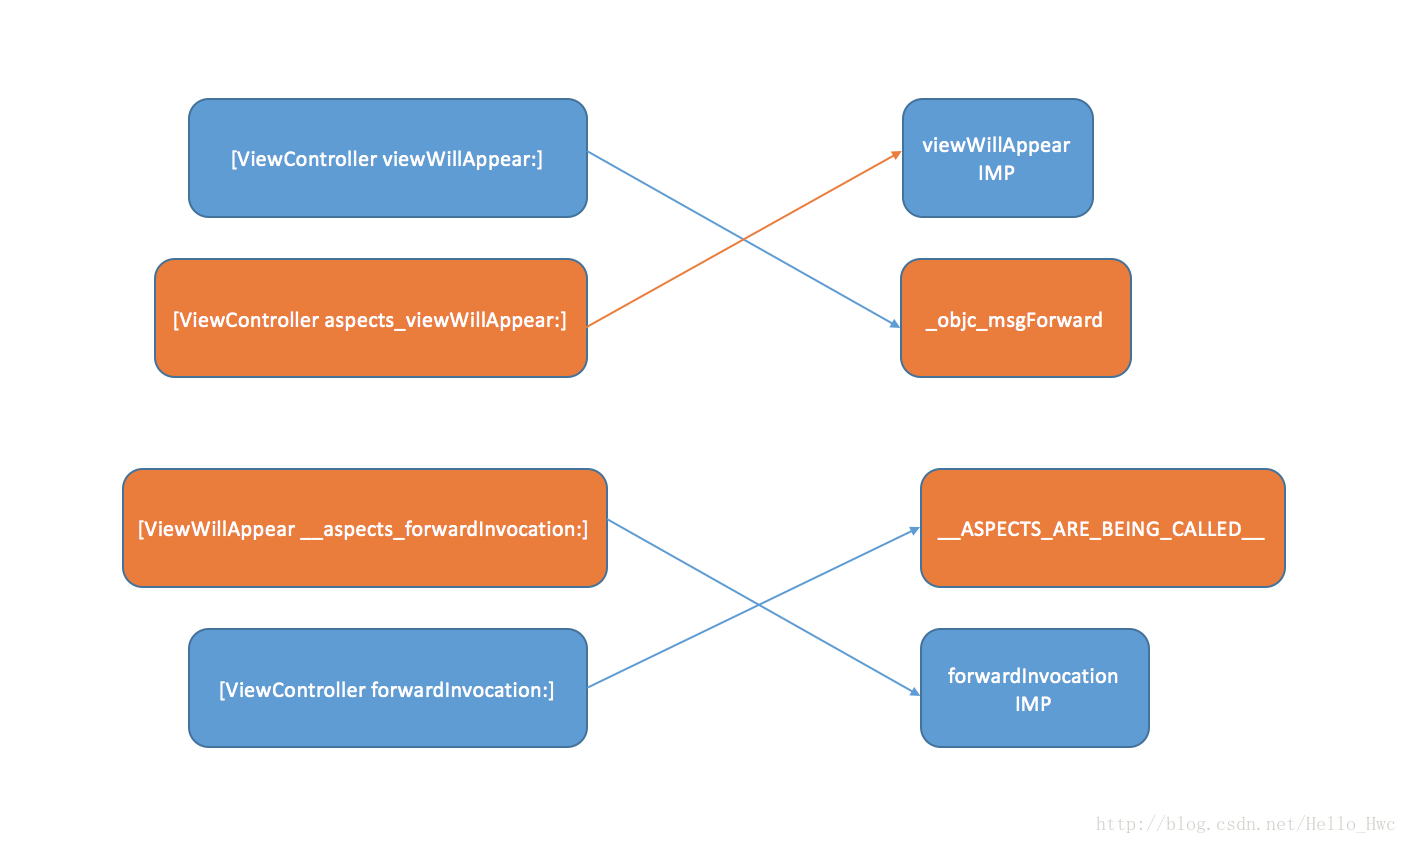 [ViewController viewWillAppear:]
viewWillAppear
IMP
[ViewController aspects_viewWillAppear:]
_objc_msgForward
[ViewWillAppear __aspects_forwardInvocation:]
__ASPECTS_ARE_BEING_CALLED__
[ViewController forwardInvocation:]
forwardInvocation
IMP
http://blog.csdn.net/Hello_Hwc